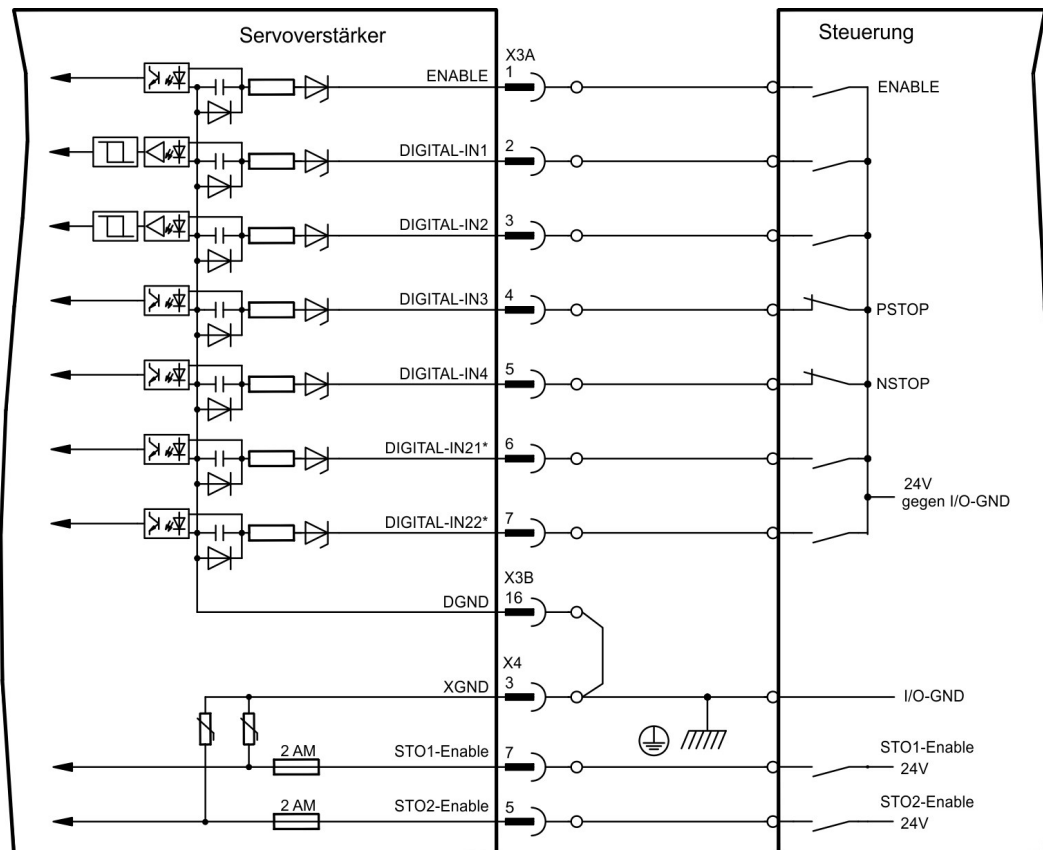 Servoverstärker
Steuerung
X3A
ENABLE
1
ENABLE
DIGITAL-IN1
2
DIGITAL-IN2
3
DIGITAL-IN3
4
PSTOP
DIGITAL-IN4
5
NSTOP
DIGITAL-IN21*
6
24V
gegen I/O-GND
DIGITAL-IN22*
7
X3B
DGND
16
X4
XGND
3
I/O-GND
2 AM
STO1-Enable
7
STO1-Enable
24V
2 AM
STO2-Enable
5
STO2-Enable
24V